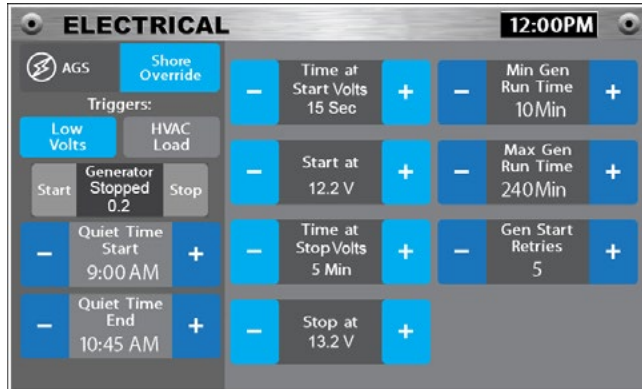 ELECTRICAL
12:00PM
AGS
Shore
Override
Triggers:
Low
Volts
HVAC
Load
Start
Generator
Stopped
0.2
Stop
−
Quiet Time
Start
9:00 AM
+
−
Quiet Time
End
10:45 AM
+
−
Time at
Start Volts
15 Sec
+
−
Start at
12.2 V
+
−
Time at
Stop Volts
5 Min
+
−
Stop at
13.2 V
+
−
Min Gen
Run Time
10Min
+
−
Max Gen
Run Time
240Min
+
−
Gen Start
Retries
5
+